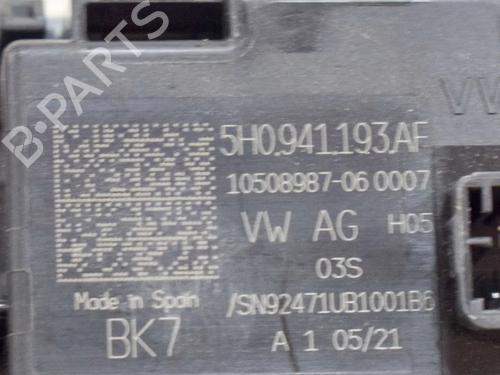 5H0.941.193.AF
10508987-06 0007
VW AG H05
03S
Made in Spain /SN92471UB1001B6
BK7 A 1 05/21
B-PARTS